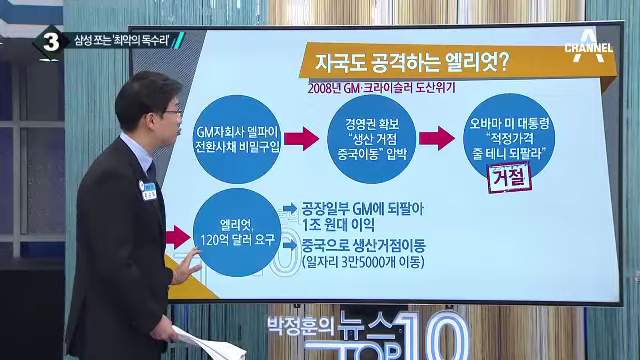 3 삼성 쪼는 '최악의 독수리'
CHANNEL A
자국도 공격하는 엘리엇?
2008년 GM·크라이슬러 도산위기
GM자회사 델파이
전환사채 비밀구입
경영권 확보
"생산 거점
중국이동" 압박
오바마 미 대통령
"적정가격
줄 테니 되팔라"
거절
엘리엇,
120억 달러 요구
공장일부 GM에 되팔아
1조 원대 이익
중국으로 생산거점이동
(일자리 3만5000개 이동)
박정훈의 뉴스
TOP10